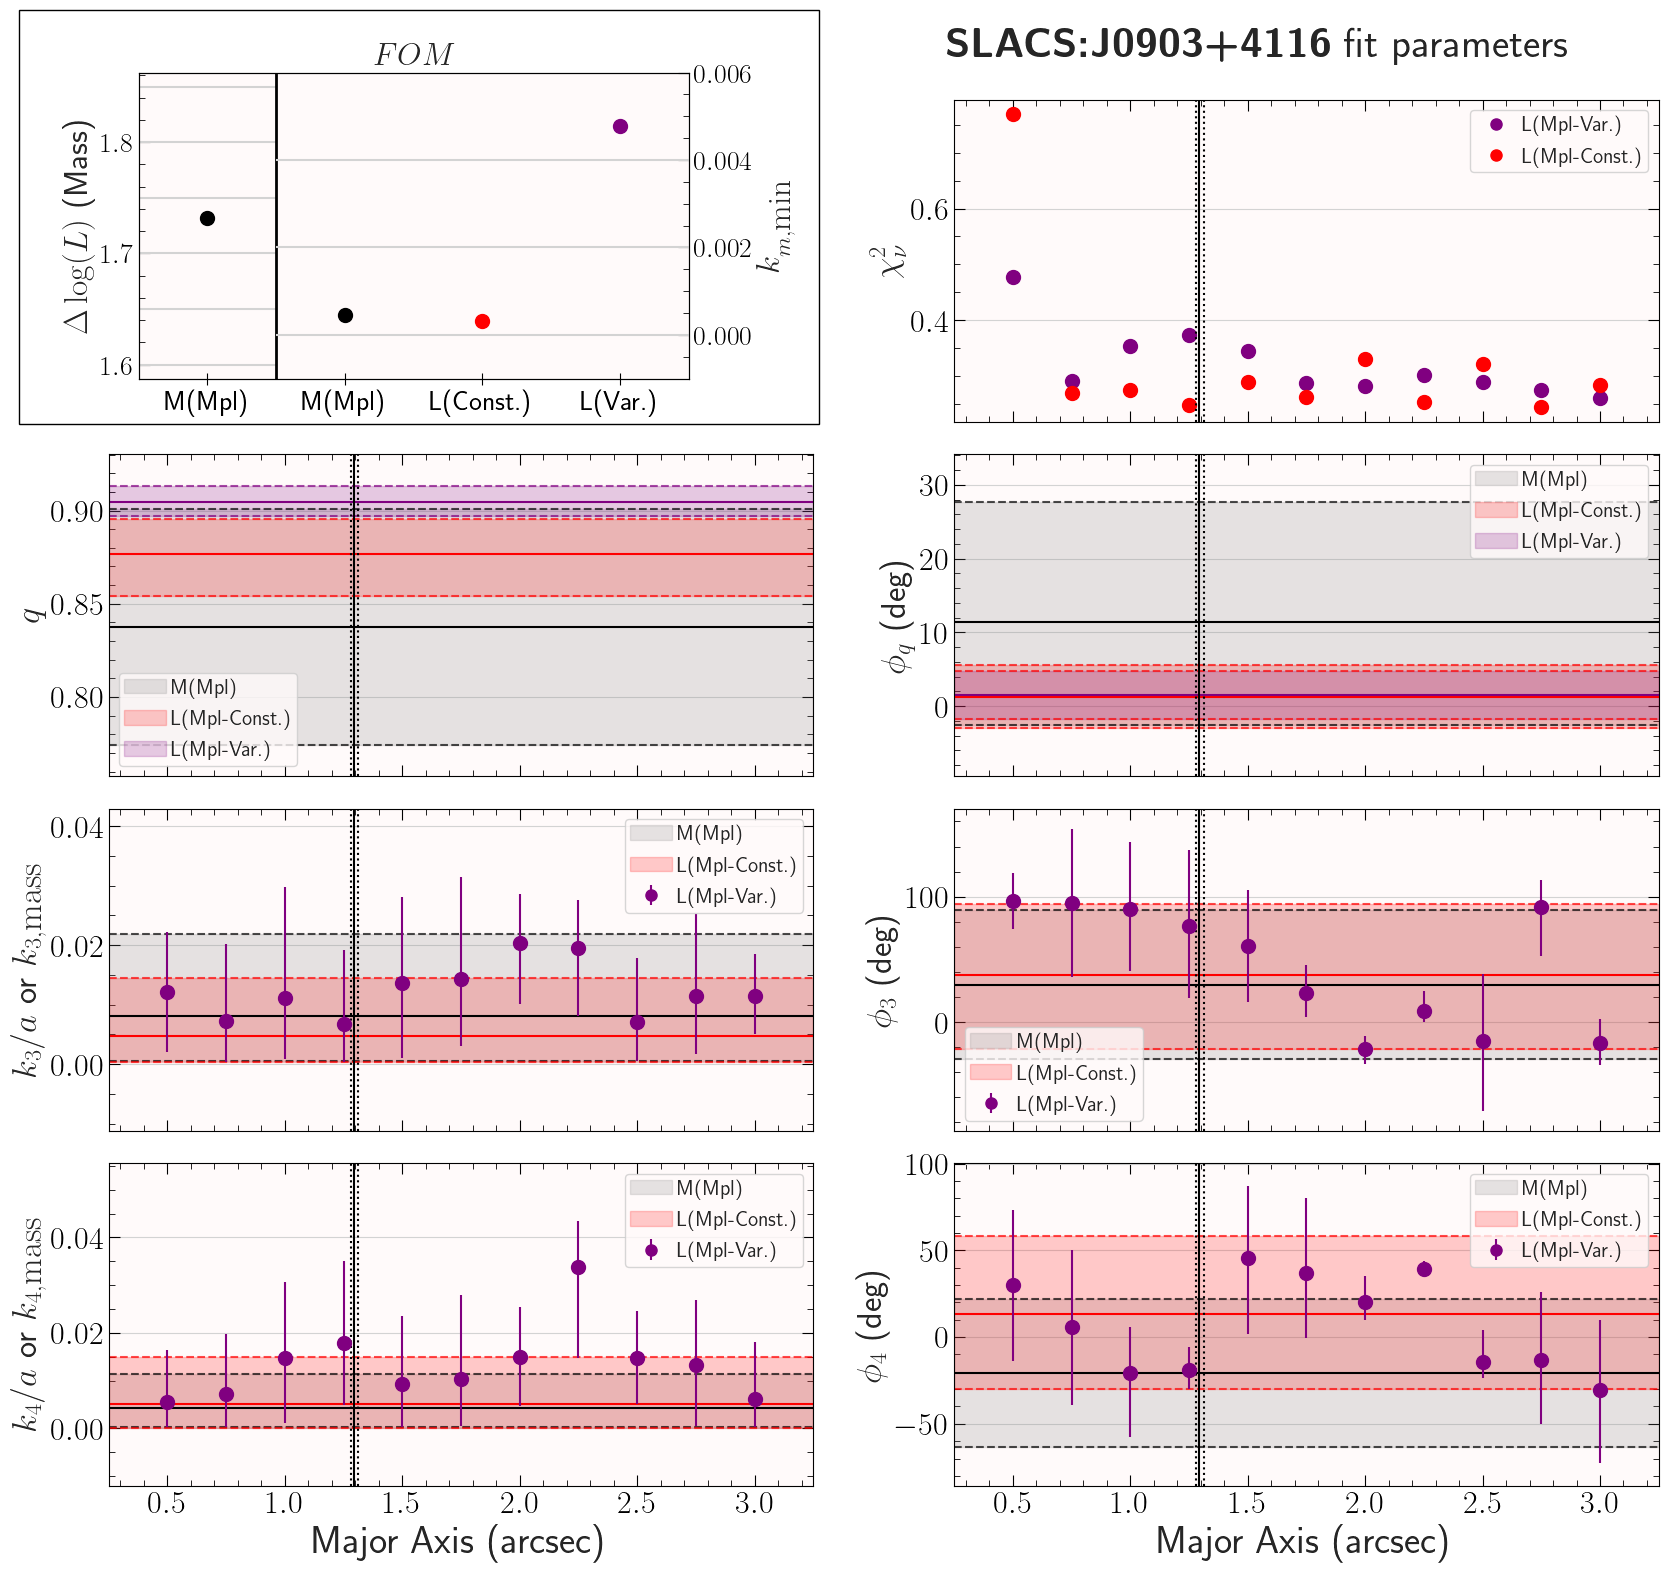 SLACS:J0903+4116 fit parameters
FOM
Δ log(L) (Mass)
1.8
1.7
1.6
0.006
0.004
0.002
0.000
k_{m,min}
M(Mpl) M(Mpl) L(Const.) L(Var.)
χ²_ν
0.6
0.4
L(Mpl-Var.)
L(Mpl-Const.)
q
0.90
0.85
0.80
M(Mpl)
L(Mpl-Const.)
L(Mpl-Var.)
ϕ_q (deg)
30
20
10
0
M(Mpl)
L(Mpl-Const.)
L(Mpl-Var.)
k_3/a or k_{3,mass}
0.04
0.02
0.00
M(Mpl)
L(Mpl-Const.)
L(Mpl-Var.)
ϕ_3 (deg)
100
0
M(Mpl)
L(Mpl-Const.)
L(Mpl-Var.)
k_4/a or k_{4,mass}
0.04
0.02
0.00
M(Mpl)
L(Mpl-Const.)
L(Mpl-Var.)
0.5 1.0 1.5 2.0 2.5 3.0
Major Axis (arcsec)
ϕ_4 (deg)
100
50
0
−50
M(Mpl)
L(Mpl-Const.)
L(Mpl-Var.)
0.5 1.0 1.5 2.0 2.5 3.0
Major Axis (arcsec)